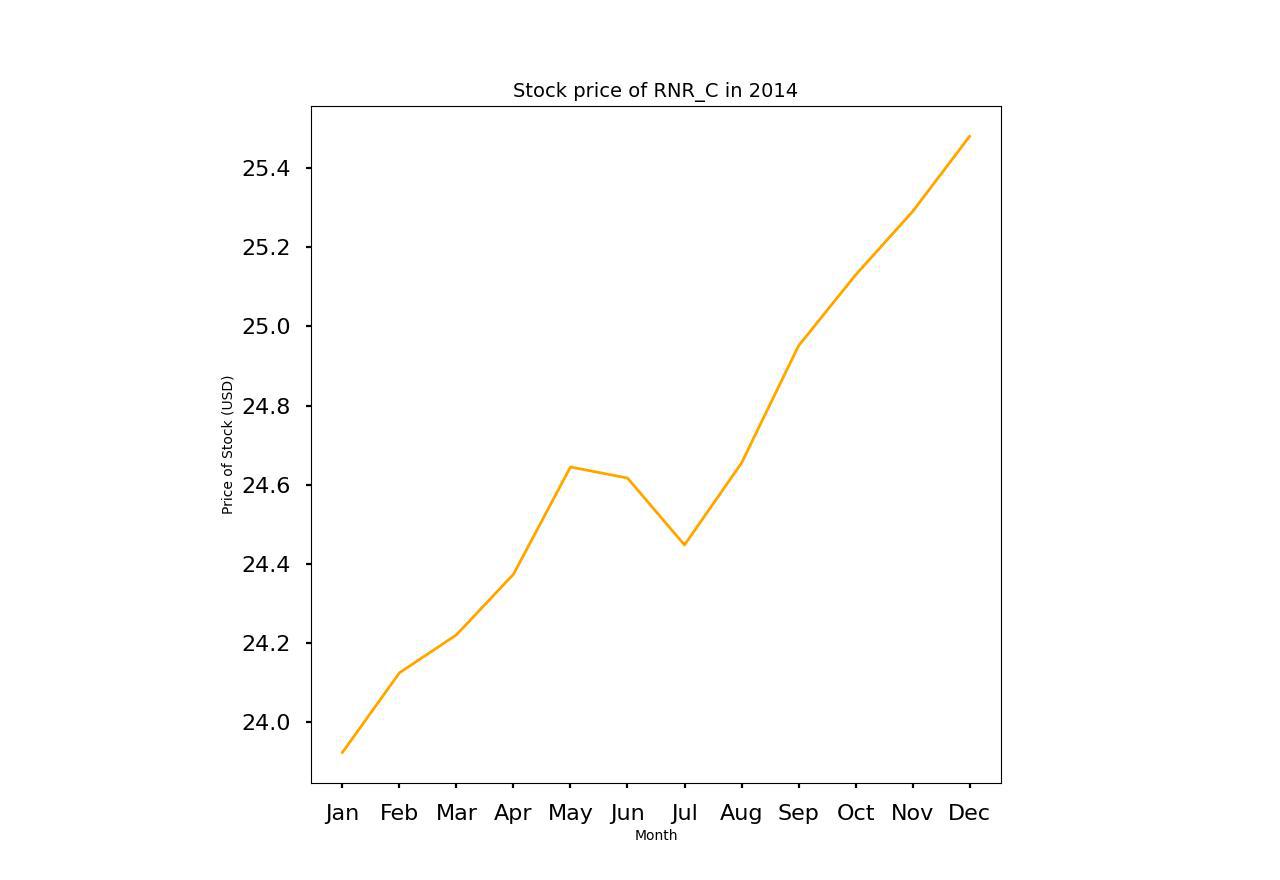 Stock price of RNR_C in 2014
25.4
25.2
25.0
24.8
24.6
24.4
24.2
24.0
Price of Stock (USD)
Jan Feb Mar Apr May Jun Jul Aug Sep Oct Nov Dec
Month